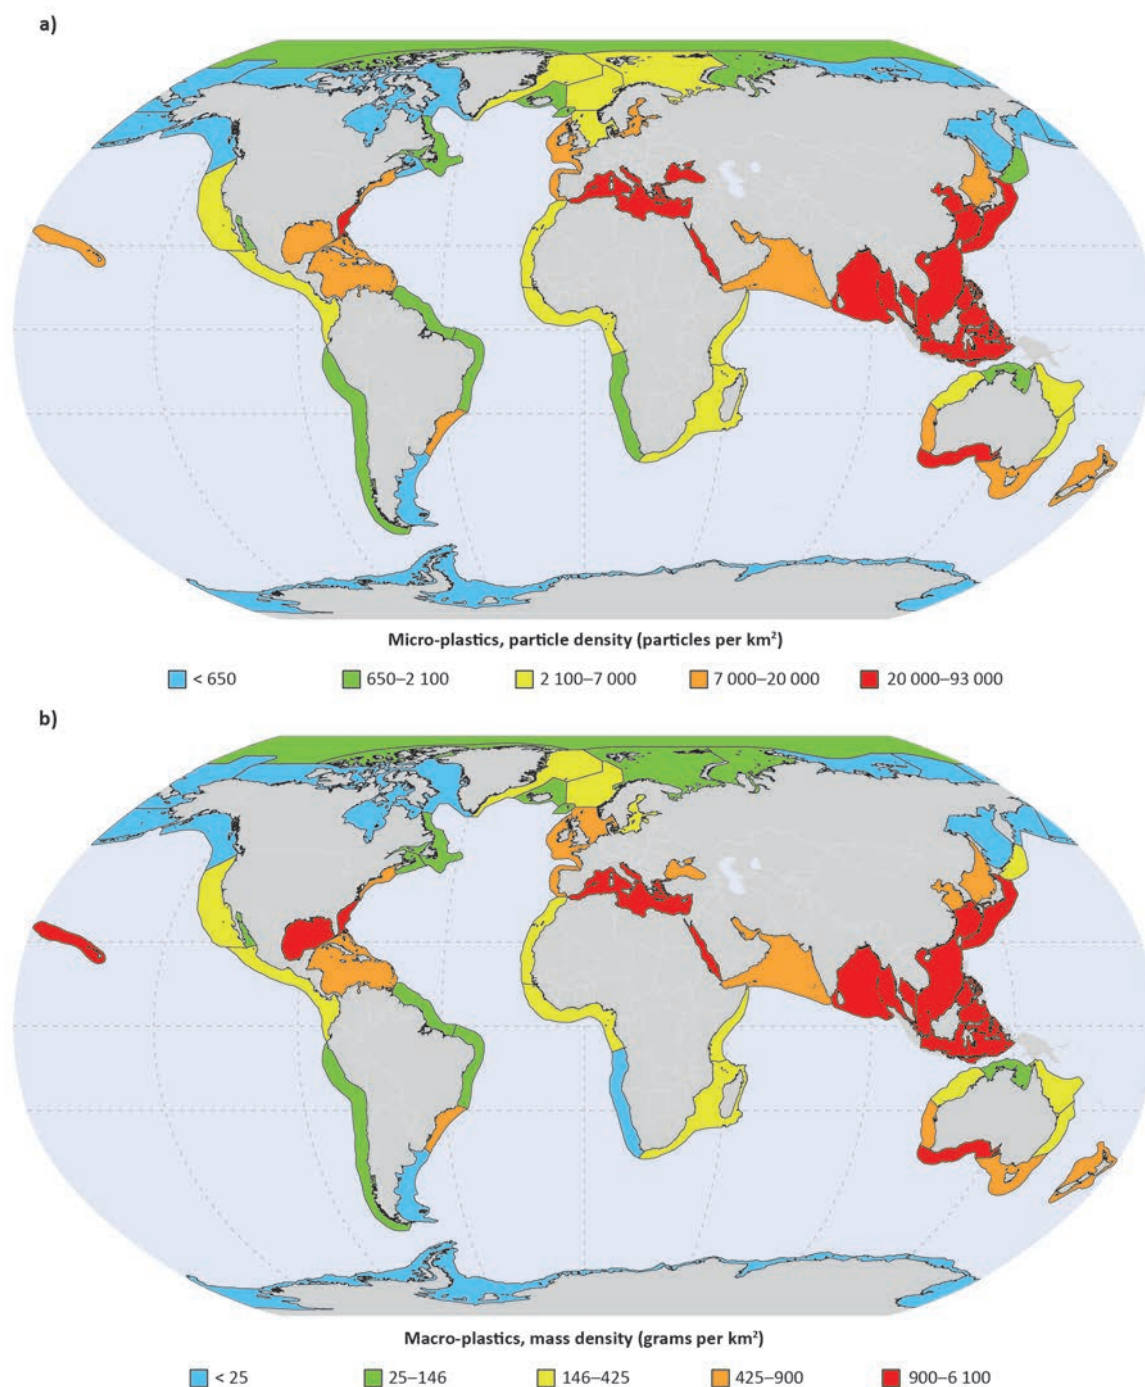 a)
Micro-plastics, particle density (particles per km²)
< 650 650–2 100 2 100–7 000 7 000–20 000 20 000–93 000
b)
Macro-plastics, mass density (grams per km²)
< 25 25–146 146–425 425–900 900–6 100